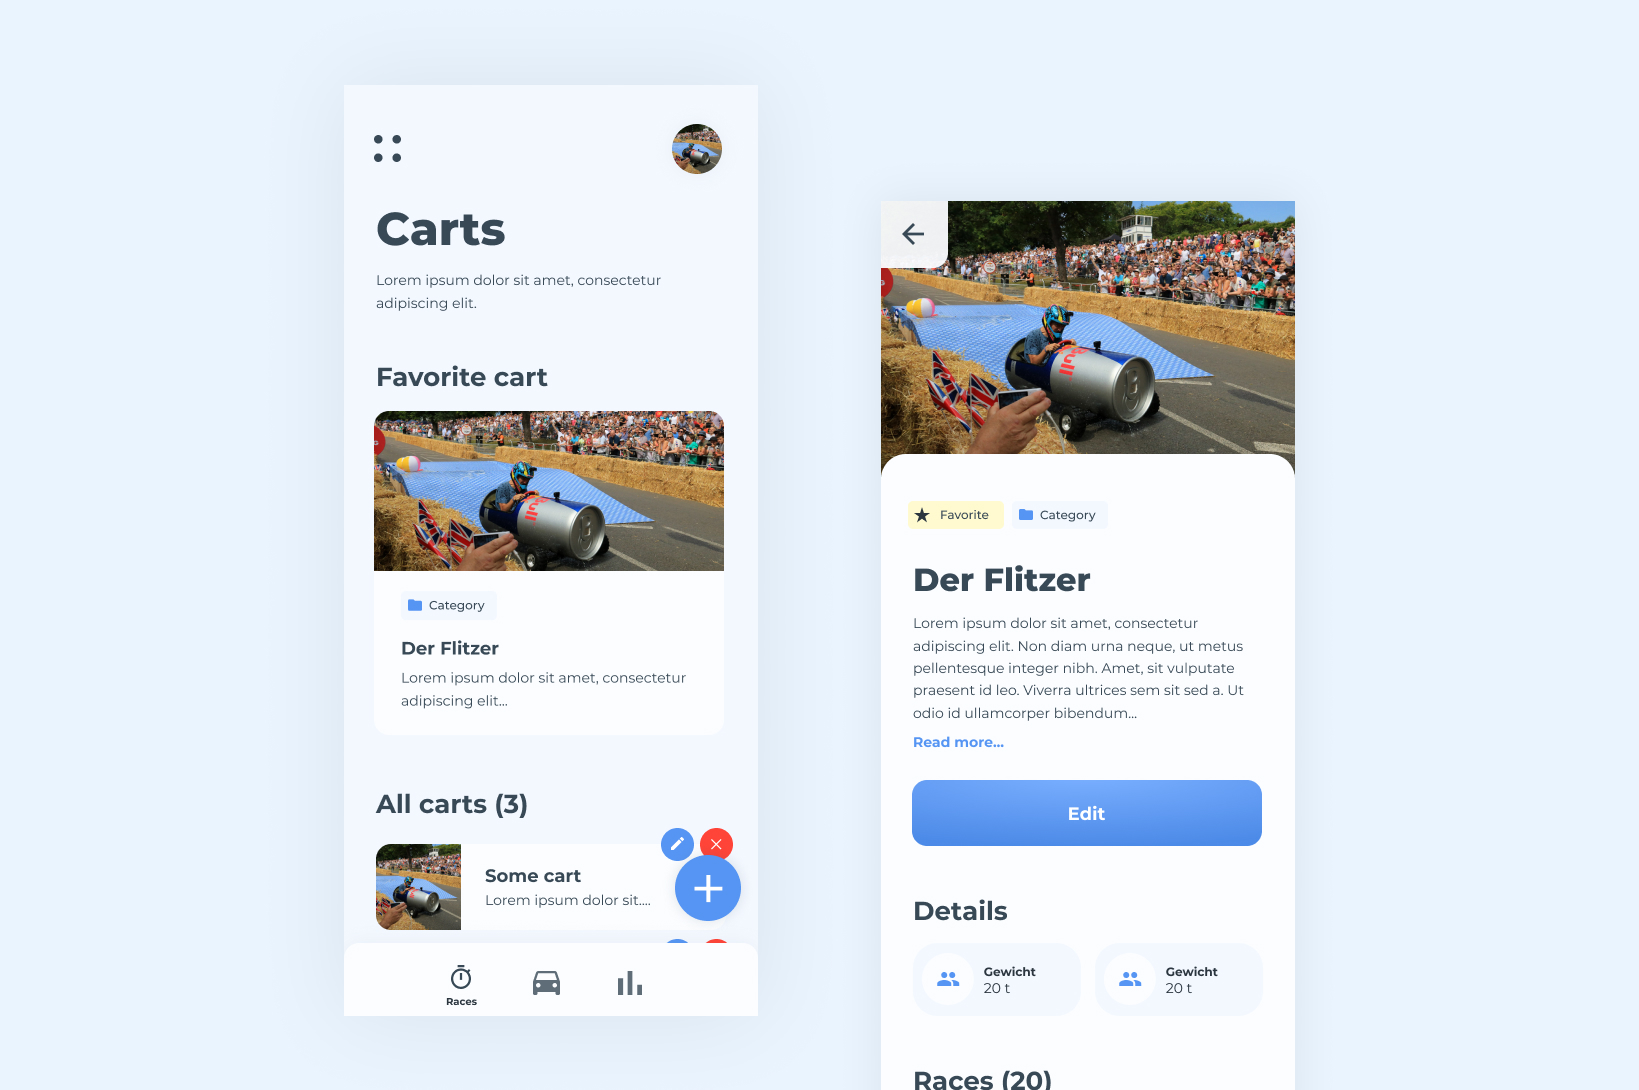 Carts
Lorem ipsum dolor sit amet, consectetur
adipiscing elit.
Favorite cart
Bull
Category
Der Flitzer
Lorem ipsum dolor sit amet, consectetur
adipiscing elit...
All carts (3)
Some cart
Lorem ipsum dolor sit....
Races
Bull
Favorite
Category
Der Flitzer
Lorem ipsum dolor sit amet, consectetur
adipiscing elit. Non diam urna neque, ut metus
pellentesque integer nibh. Amet, sit vulputate
praesent id leo. Viverra ultrices sem sit sed a. Ut
odio id ullamcorper bibendum...
Read more...
Edit
Details
Gewicht
20 t
Gewicht
20 t
Races (20)